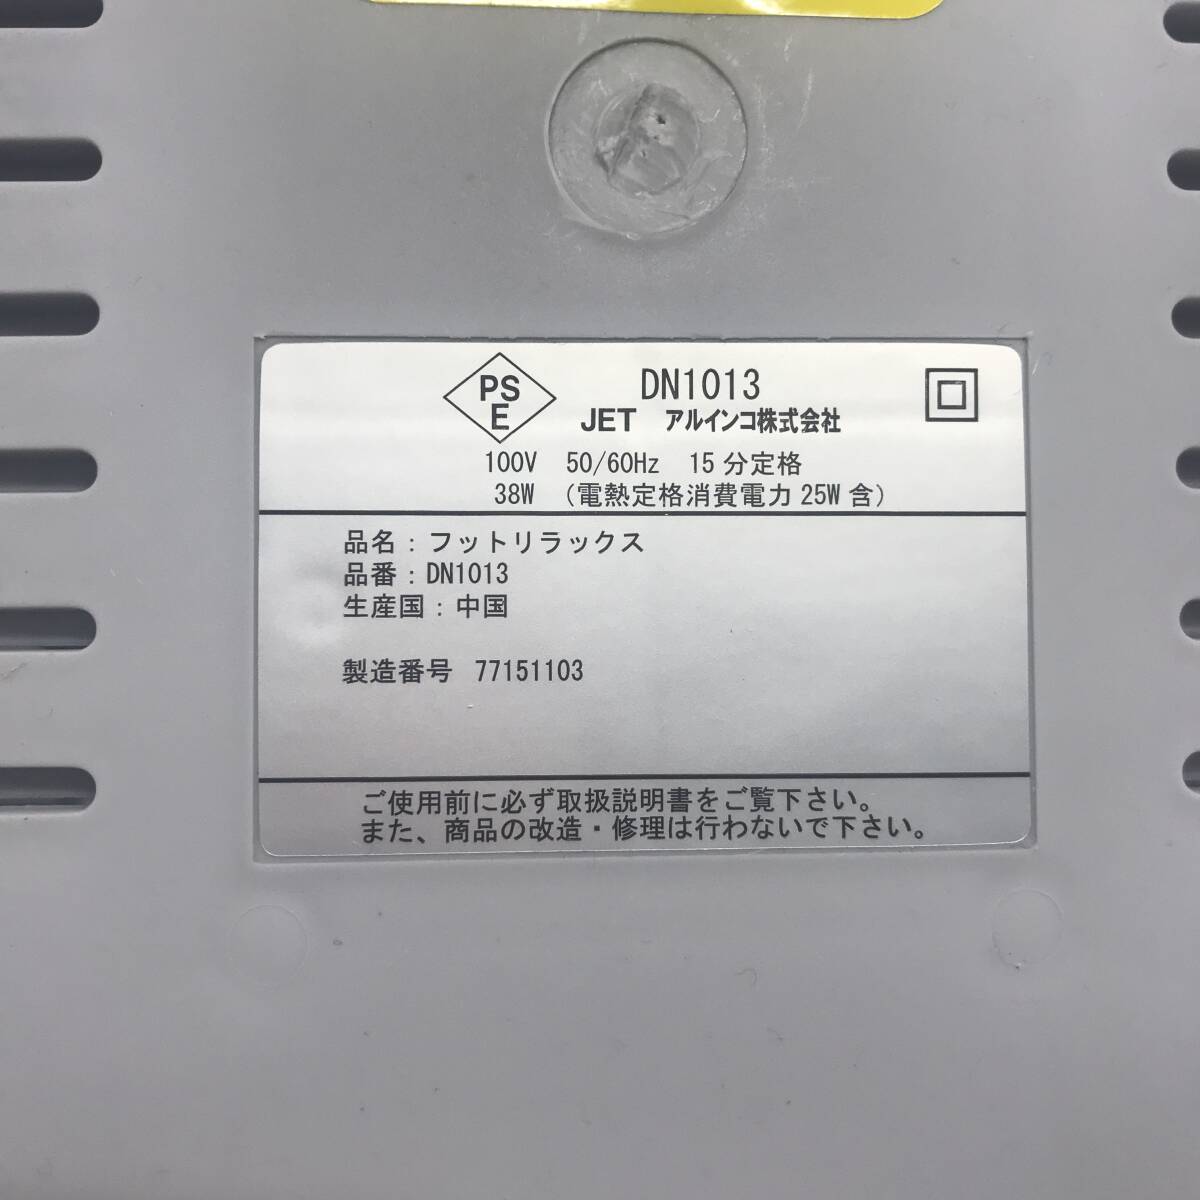 PS
E
DN1013
JET アルインコ株式会社
100V 50/60Hz 15分定格
38W (電熱定格消費電力25W含)
品名：フットリラックス
品番：DN1013
生産国：中国
製造番号 77151103
ご使用前に必ず取扱説明書をご覧下さい。
また、商品の改造・修理は行わないで下さい。